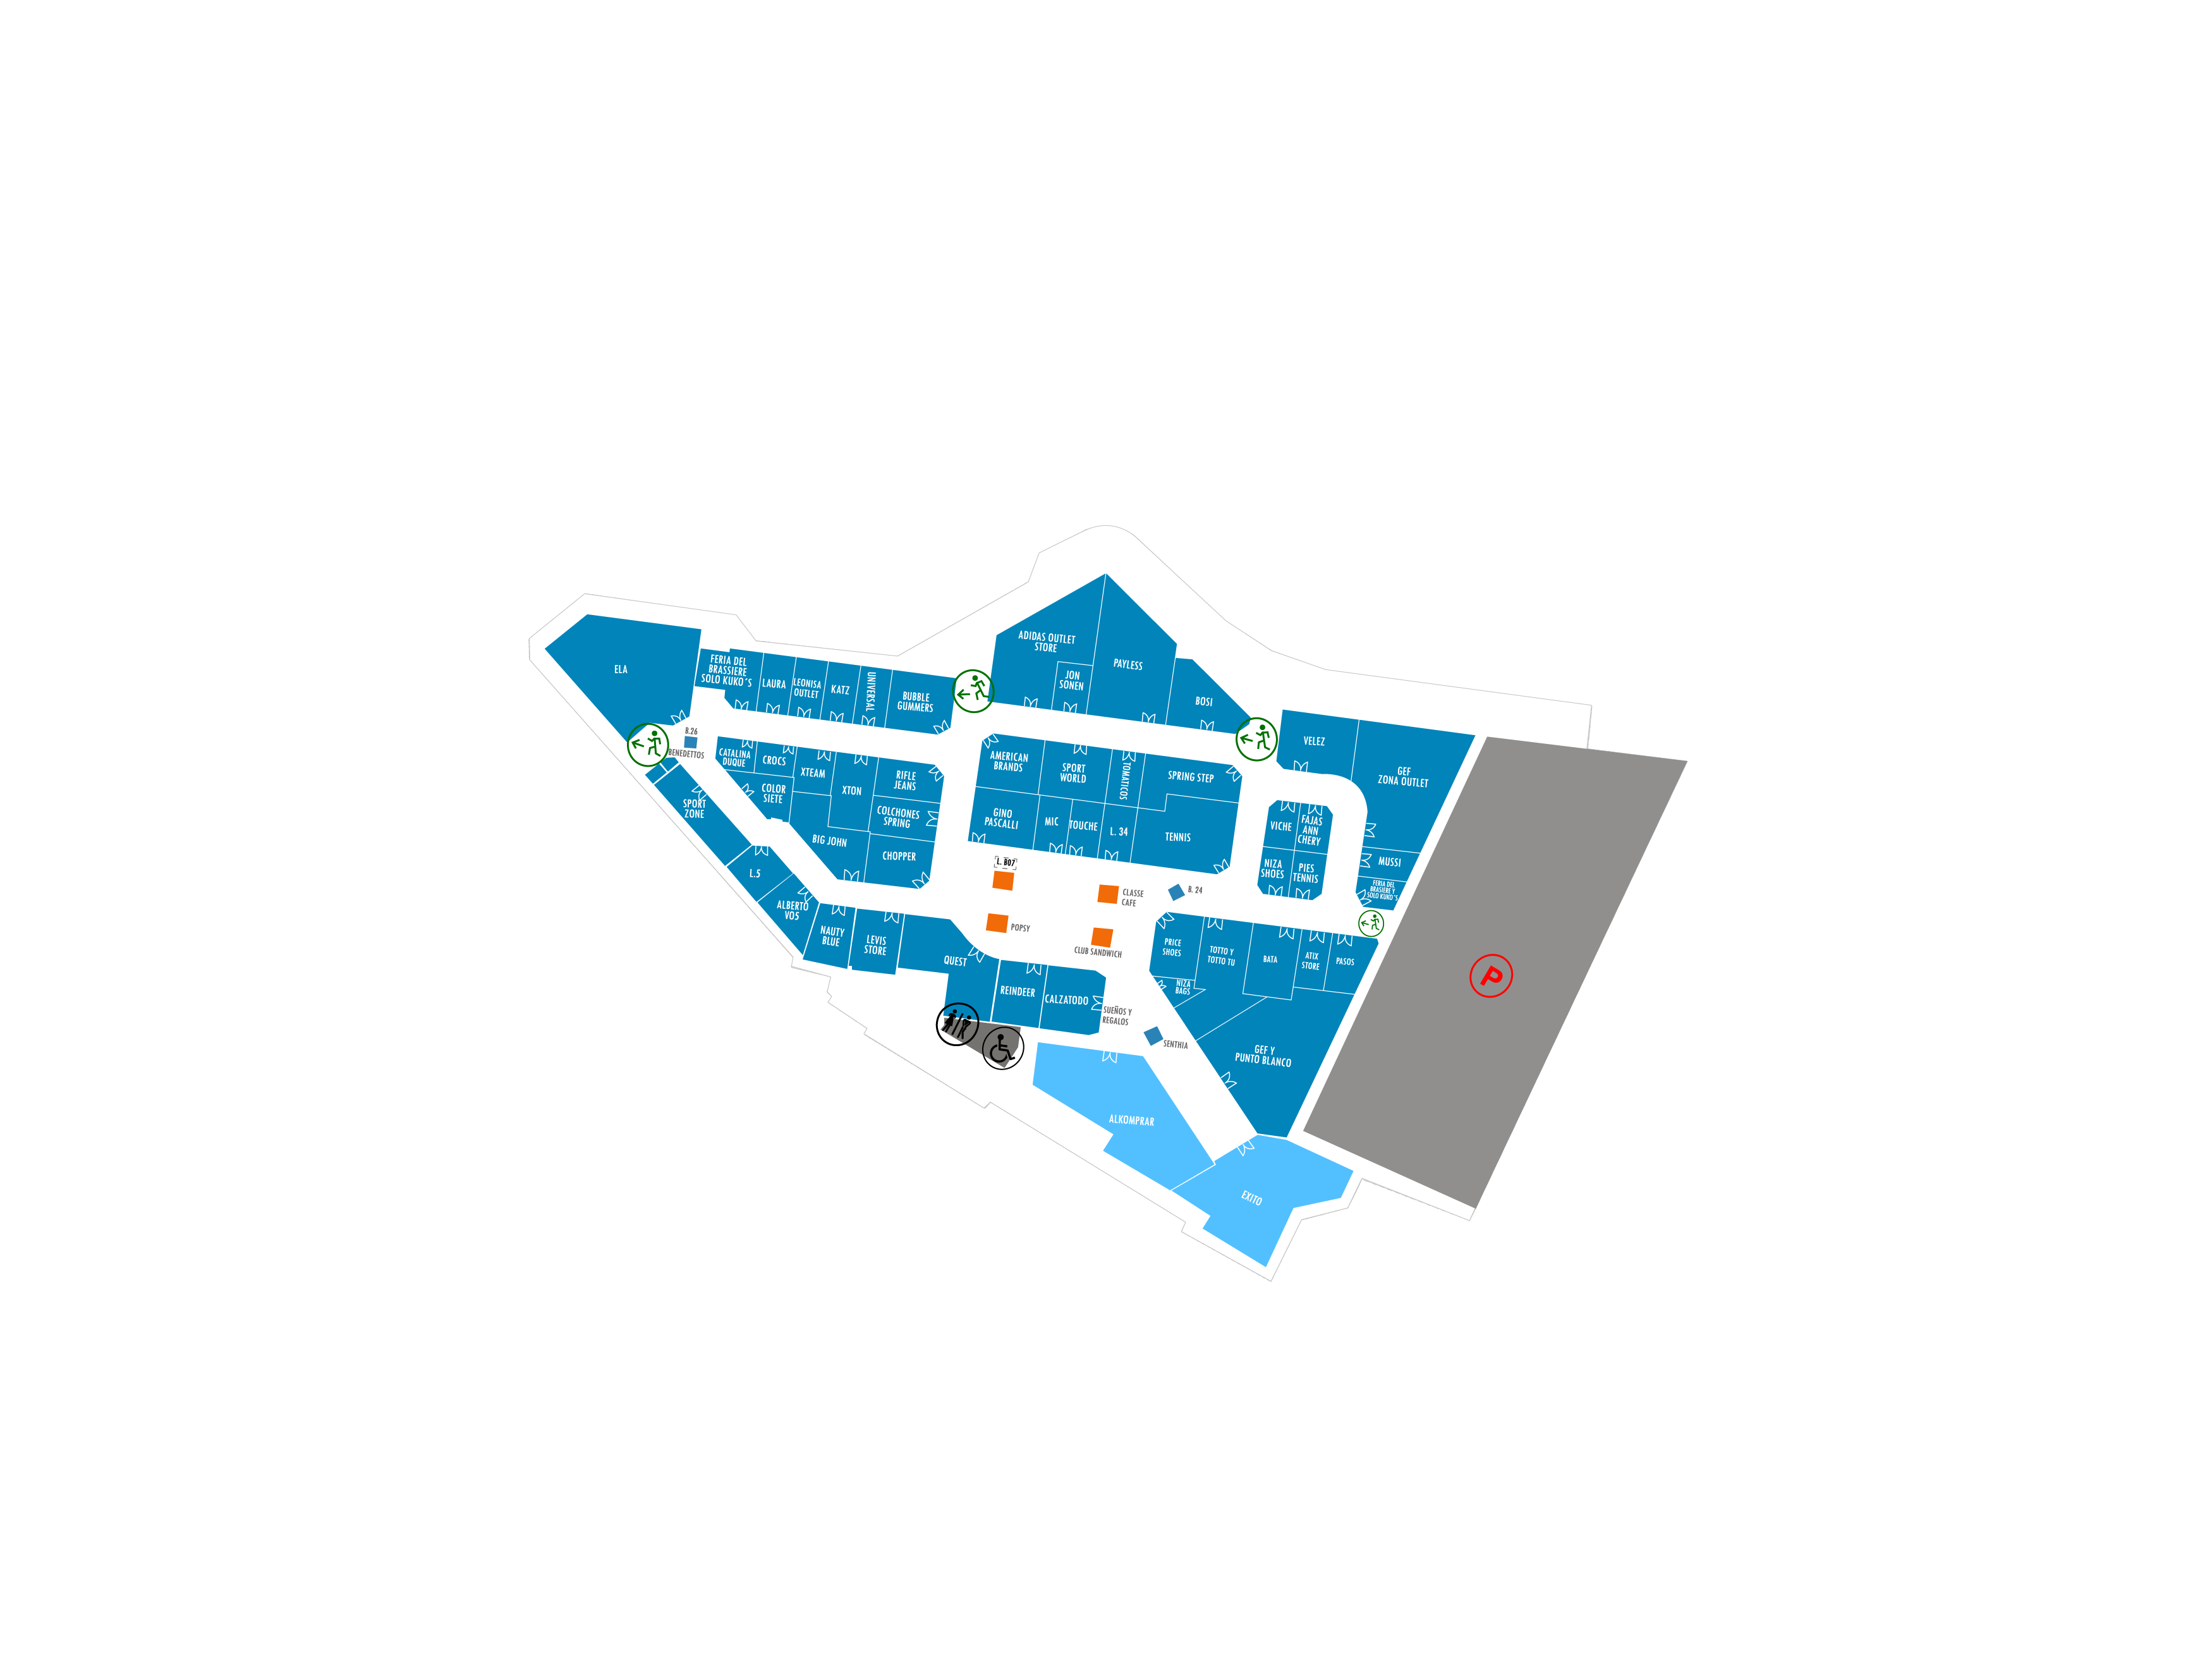 ADIDAS OUTLET
STORE
PAYLESS
JON
SONEN
BOSI
ELA
FERIA DEL
BRASSIERE
SOLO KUKO´S
LAURA
LEONISA
OUTLET
KATZ
UNIVERSAL
BUBBLE
GUMMERS
B.26
BENEDETTOS
CATALINA
DUQUE
CROCS
XTEAM
XTON
RIFLE
JEANS
COLOR
SIETE
COLCHONES
SPRING
BIG JOHN
CHOPPER
AMERICAN
BRANDS
SPORT
WORLD
TOMATICOS
SPRING STEP
GINO
PASCALLI
MIC
TOUCHE
L. 34
TENNIS
VELEZ
GEF
ZONA OUTLET
VICHE
FAJAS
ANN
CHERY
NIZA
SHOES
PIES
TENNIS
MUSSI
FERIA DEL
BRASIERE Y
SOLO KUKO´S
SPORT
ZONE
L.5
ALBERTO
VOS
NAUTY
BLUE
LEVIS
STORE
QUEST
REINDEER
CALZATODO
L. B07
POPSY
CLASSE
CAFE
CLUB SANDWICH
B. 24
PRICE
SHOES
TOTTO Y
TOTTO TU
BATA
ATIX
STORE
PASOS
NIZA
BAGS
SUEÑOS Y
REGALOS
SENTHIA
GEF Y
PUNTO BLANCO
P
ALKOMPRAR
EXITO